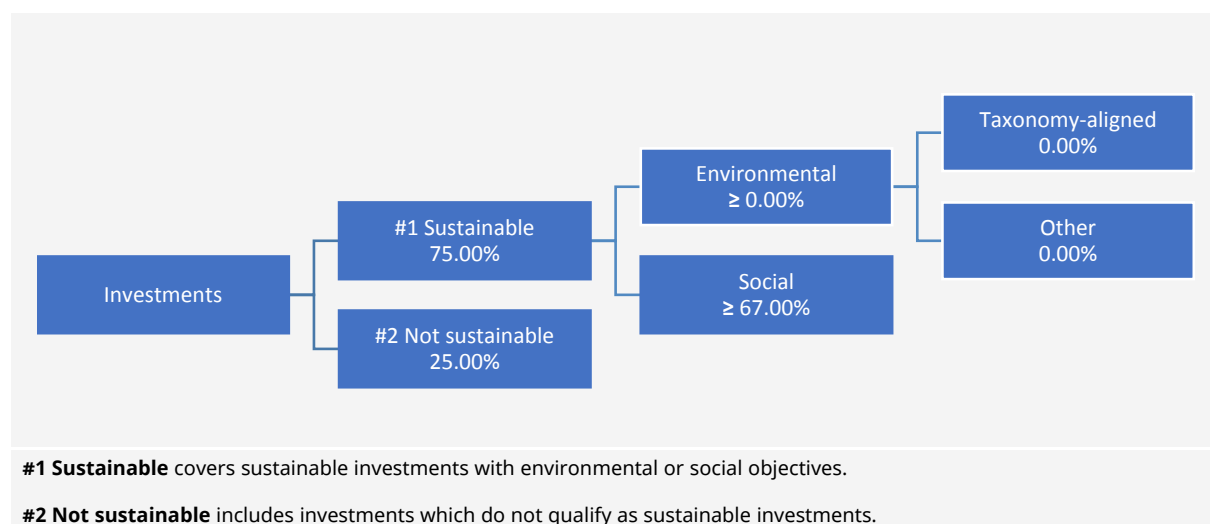 Taxonomy-aligned
0.00%
Environmental
≥ 0.00%
#1 Sustainable
75.00%
Other
0.00%
Investments
Social
≥ 67.00%
#2 Not sustainable
25.00%
#1 Sustainable covers sustainable investments with environmental or social objectives.
#2 Not sustainable includes investments which do not qualify as sustainable investments.